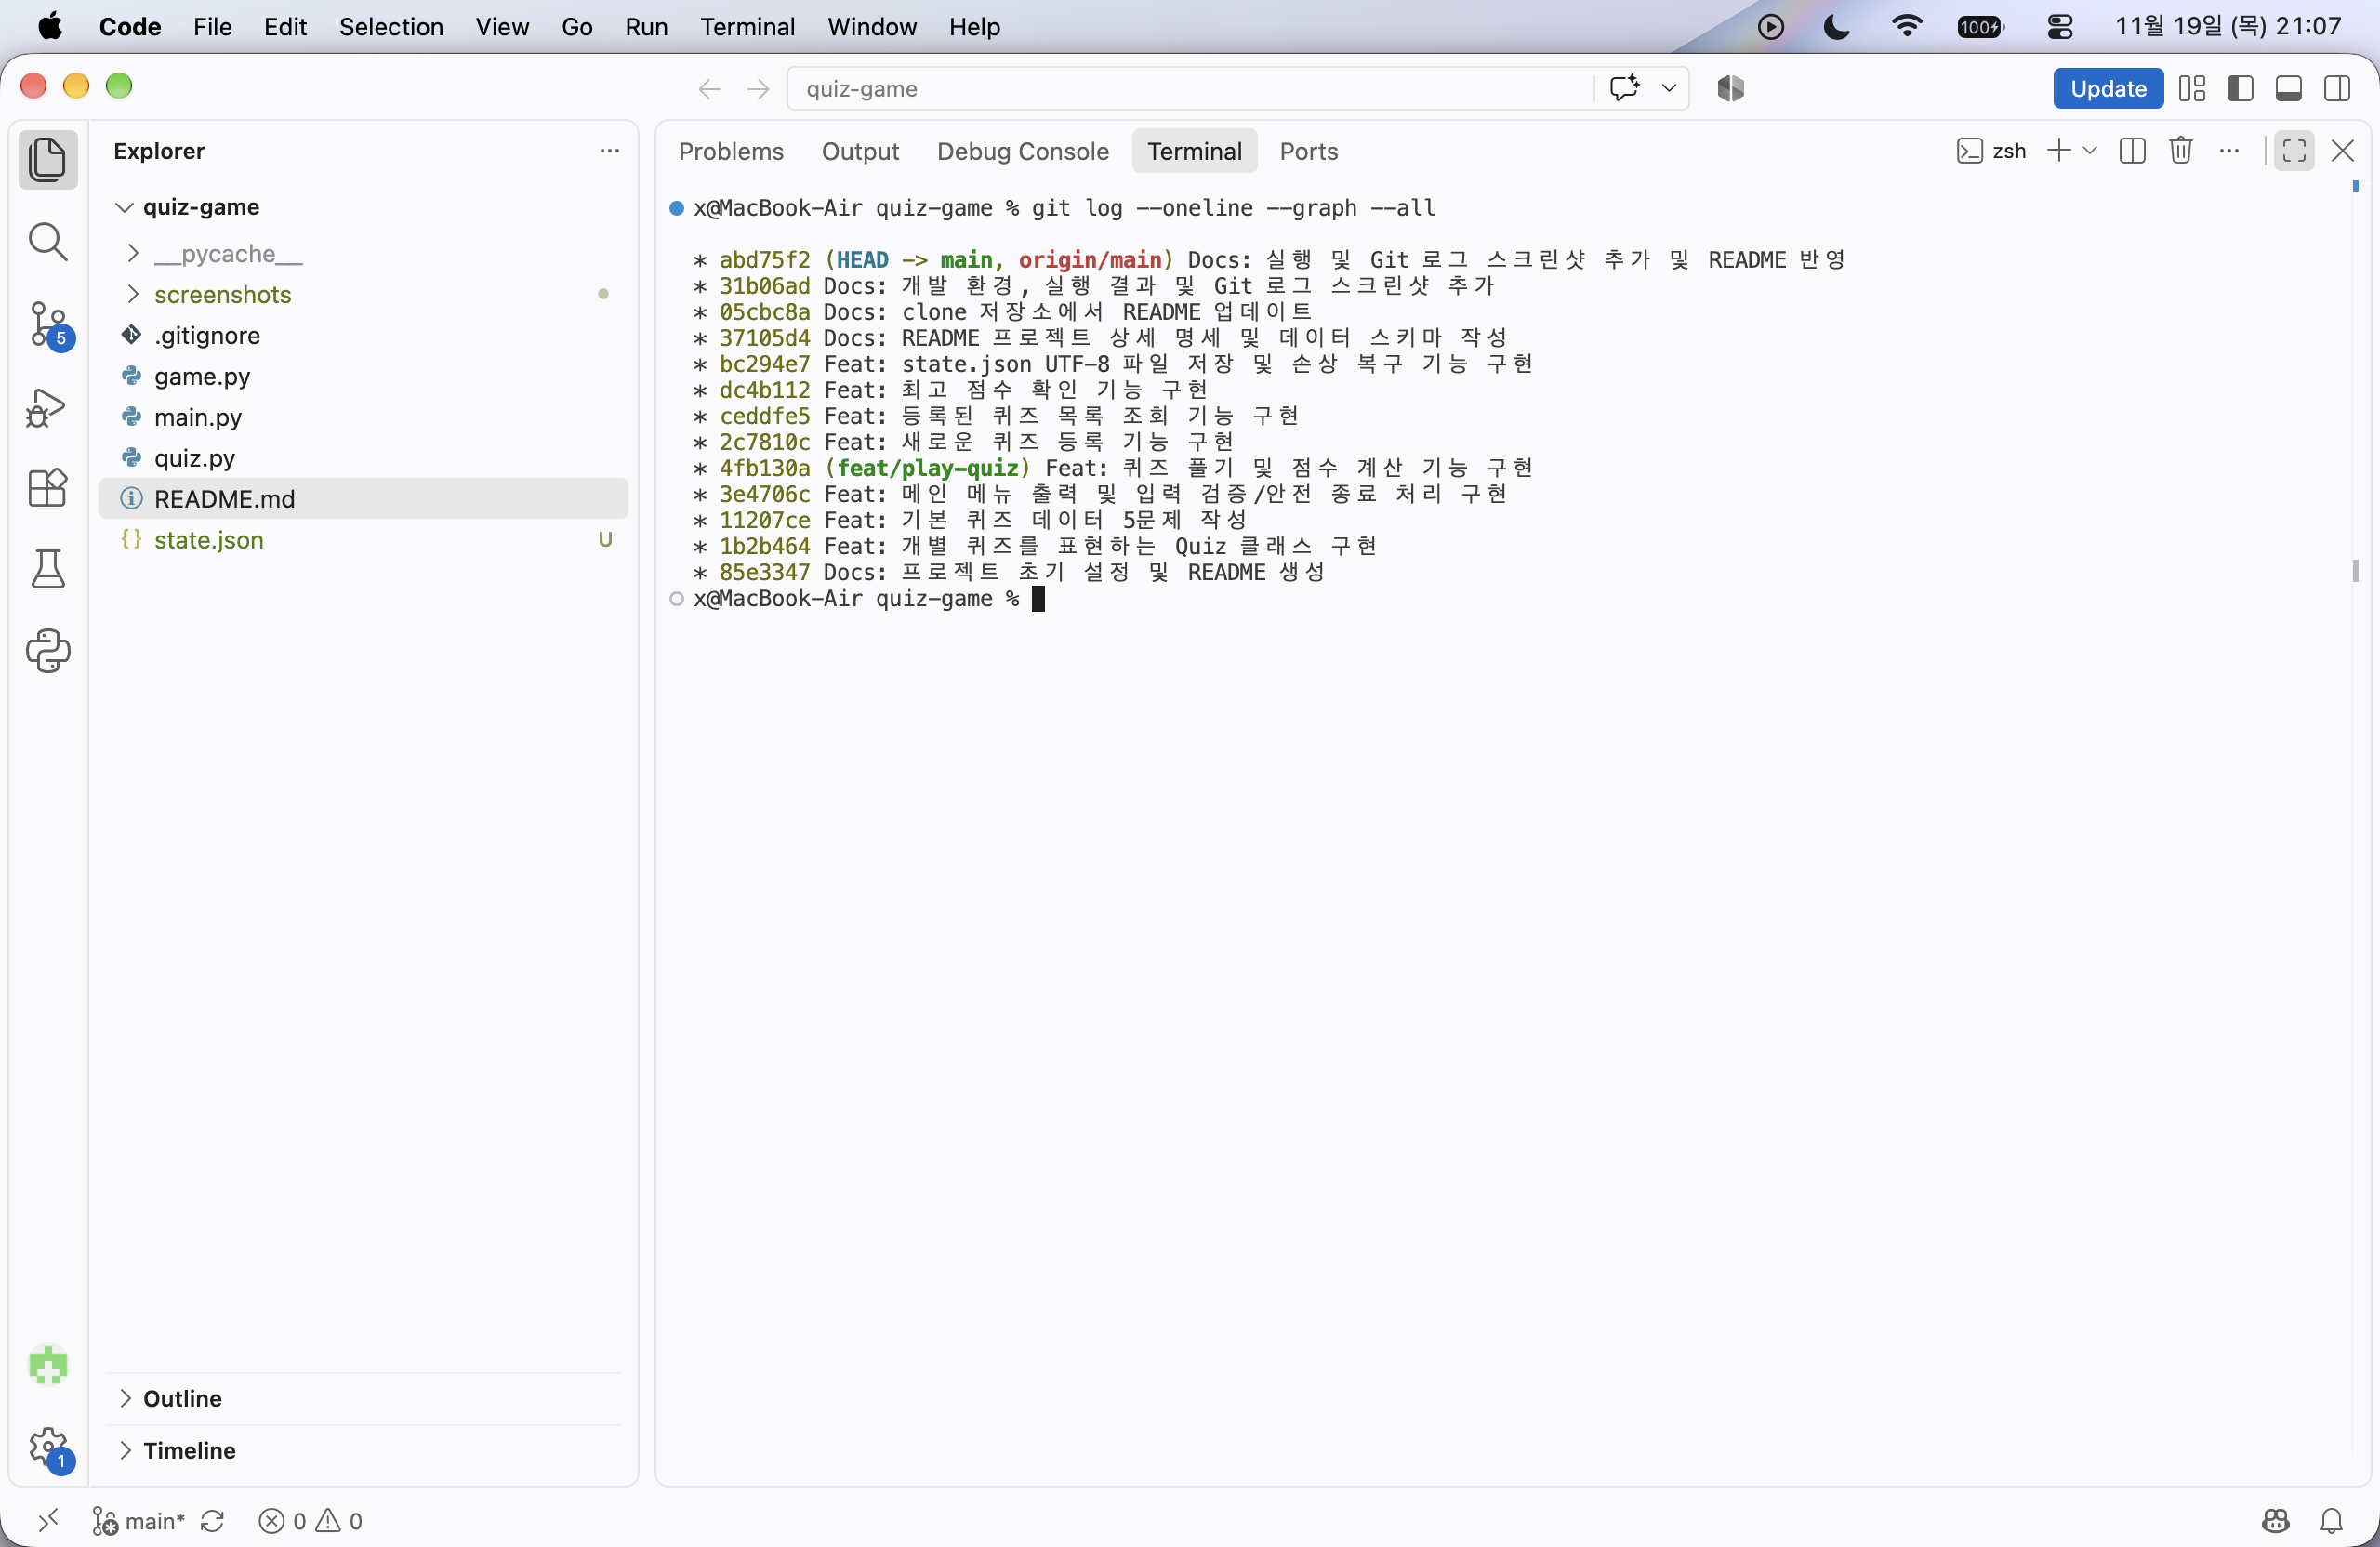 Code File Edit Selection View Go Run Terminal Window Help 100 11월 19일 (목) 21:07
quiz-game Update
Explorer
quiz-game
__pycache__
screenshots
.gitignore
game.py
main.py
quiz.py
README.md
state.json U
5
Outline
Timeline
1
Problems Output Debug Console Terminal Ports zsh
x@MacBook-Air quiz-game % git log --oneline --graph --all
* abd75f2 (HEAD -> main, origin/main) Docs: 실행 및 Git 로그 스크린샷 추가 및 README 반영
* 31b06ad Docs: 개발 환경, 실행 결과 및 Git 로그 스크린샷 추가
* 05cbc8a Docs: clone 저장소에서 README 업데이트
* 37105d4 Docs: README 프로젝트 상세 명세 및 데이터 스키마 작성
* bc294e7 Feat: state.json UTF-8 파일 저장 및 손상 복구 기능 구현
* dc4b112 Feat: 최고 점수 확인 기능 구현
* ceddfe5 Feat: 등록된 퀴즈 목록 조회 기능 구현
* 2c7810c Feat: 새로운 퀴즈 등록 기능 구현
* 4fb130a (feat/play-quiz) Feat: 퀴즈 풀기 및 점수 계산 기능 구현
* 3e4706c Feat: 메인 메뉴 출력 및 입력 검증/안전 종료 처리 구현
* 11207ce Feat: 기본 퀴즈 데이터 5문제 작성
* 1b2b464 Feat: 개별 퀴즈를 표현하는 Quiz 클래스 구현
* 85e3347 Docs: 프로젝트 초기 설정 및 README 생성
x@MacBook-Air quiz-game %
main* 0 0